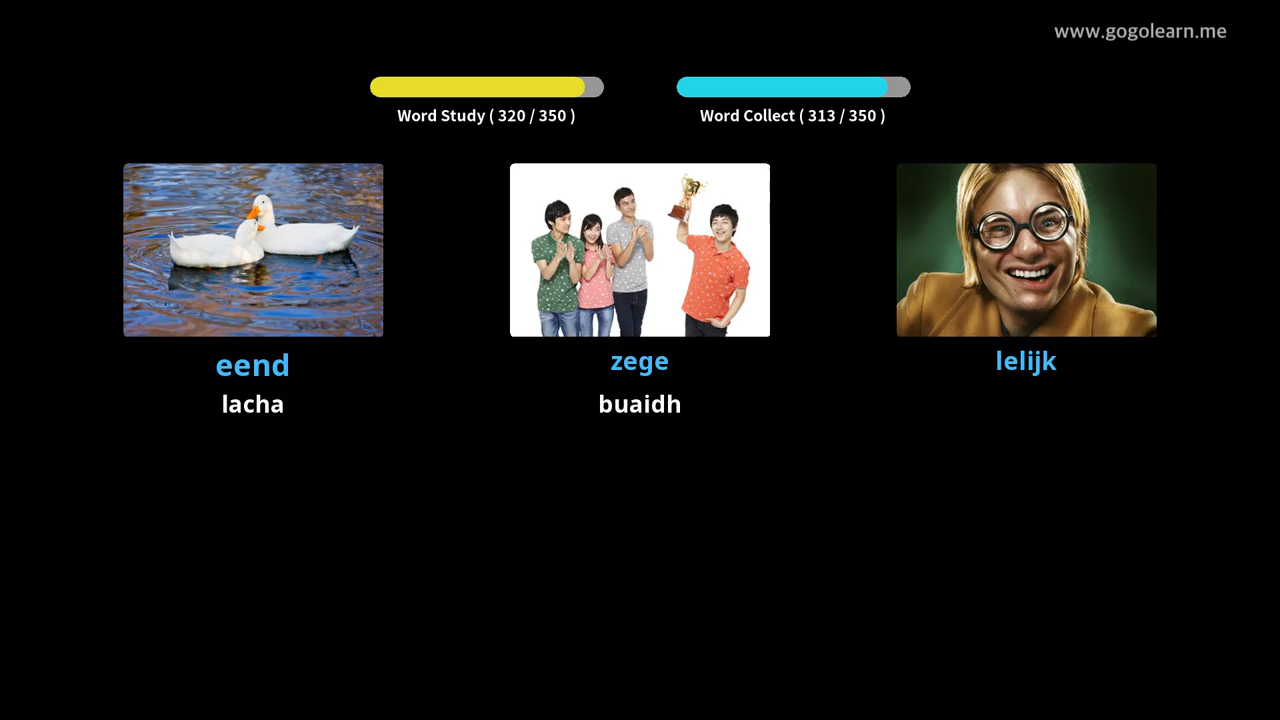 www.gogolearn.me
Word Study ( 320 / 350 )
Word Collect ( 313 / 350 )
eend
zege
lelijk
lacha
buaidh